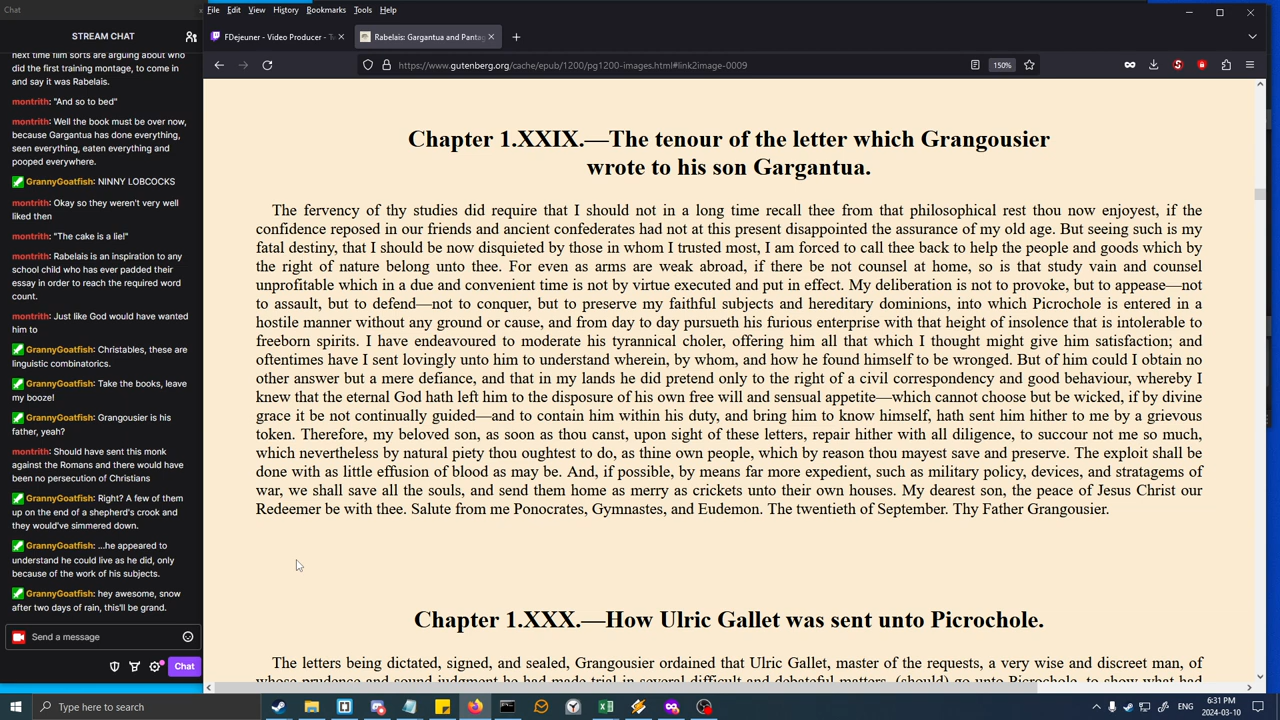 Chat
STREAM CHAT
next time film sorts are arguing about who
did the first training montage, to come in
and say it was Rabelais.
montrith: "And so to bed"
montrith: Well the book must be over now,
because Gargantua has done everything,
seen everything, eaten everything and
pooped everywhere.
GrannyGoatfish: NINNY LOBCOCKS
montrith: Okay so they weren't very well
liked then
montrith: "The cake is a lie!"
montrith: Rabelais is an inspiration to any
school child who has ever padded their
essay in order to reach the required word
count.
montrith: Just like God would have wanted
him to
GrannyGoatfish: Christables, these are
linguistic combinatorics.
GrannyGoatfish: Take the books, leave
my booze!
GrannyGoatfish: Grangousier is his
father, yeah?
montrith: Should have sent this monk
against the Romans and there would have
been no persecution of Christians
GrannyGoatfish: Right? A few of them
up on the end of a shepherd's crook and
they would've simmered down.
GrannyGoatfish: ...he appeared to
understand he could live as he did, only
because of the work of his subjects.
GrannyGoatfish: hey awesome, snow
after two days of rain, this'll be grand.
Send a message
Chat
File Edit View History Bookmarks Tools Help
FDejeuner - Video Producer - Tw
Rabelais: Gargantua and Pantag
https://www.gutenberg.org/cache/epub/1200/pg1200-images.html#link2image-0009
150%
Chapter 1.XXIX.—The tenour of the letter which Grangousier
wrote to his son Gargantua.
The fervency of thy studies did require that I should not in a long time recall thee from that philosophical rest thou now enjoyest, if the
confidence reposed in our friends and ancient confederates had not at this present disappointed the assurance of my old age. But seeing such is my
fatal destiny, that I should be now disquieted by those in whom I trusted most, I am forced to call thee back to help the people and goods which by
the right of nature belong unto thee. For even as arms are weak abroad, if there be not counsel at home, so is that study vain and counsel
unprofitable which in a due and convenient time is not by virtue executed and put in effect. My deliberation is not to provoke, but to appease—not
to assault, but to defend—not to conquer, but to preserve my faithful subjects and hereditary dominions, into which Picrochole is entered in a
hostile manner without any ground or cause, and from day to day pursueth his furious enterprise with that height of insolence that is intolerable to
freeborn spirits. I have endeavoured to moderate his tyrannical choler, offering him all that which I thought might give him satisfaction; and
oftentimes have I sent lovingly unto him to understand wherein, by whom, and how he found himself to be wronged. But of him could I obtain no
other answer but a mere defiance, and that in my lands he did pretend only to the right of a civil correspondency and good behaviour, whereby I
knew that the eternal God hath left him to the disposure of his own free will and sensual appetite—which cannot choose but be wicked, if by divine
grace it be not continually guided—and to contain him within his duty, and bring him to know himself, hath sent him hither to me by a grievous
token. Therefore, my beloved son, as soon as thou canst, upon sight of these letters, repair hither with all diligence, to succour not me so much,
which nevertheless by natural piety thou oughtest to do, as thine own people, which by reason thou mayest save and preserve. The exploit shall be
done with as little effusion of blood as may be. And, if possible, by means far more expedient, such as military policy, devices, and stratagems of
war, we shall save all the souls, and send them home as merry as crickets unto their own houses. My dearest son, the peace of Jesus Christ our
Redeemer be with thee. Salute from me Ponocrates, Gymnastes, and Eudemon. The twentieth of September. Thy Father Grangousier.
Chapter 1.XXX.—How Ulric Gallet was sent unto Picrochole.
The letters being dictated, signed, and sealed, Grangousier ordained that Ulric Gallet, master of the requests, a very wise and discreet man, of
whose prudence and sound judgment he had made trial in several difficult and debateful matters, (should) go unto Picrochole, to show what had
Type here to search
ENG
6:31 PM
2024-03-10